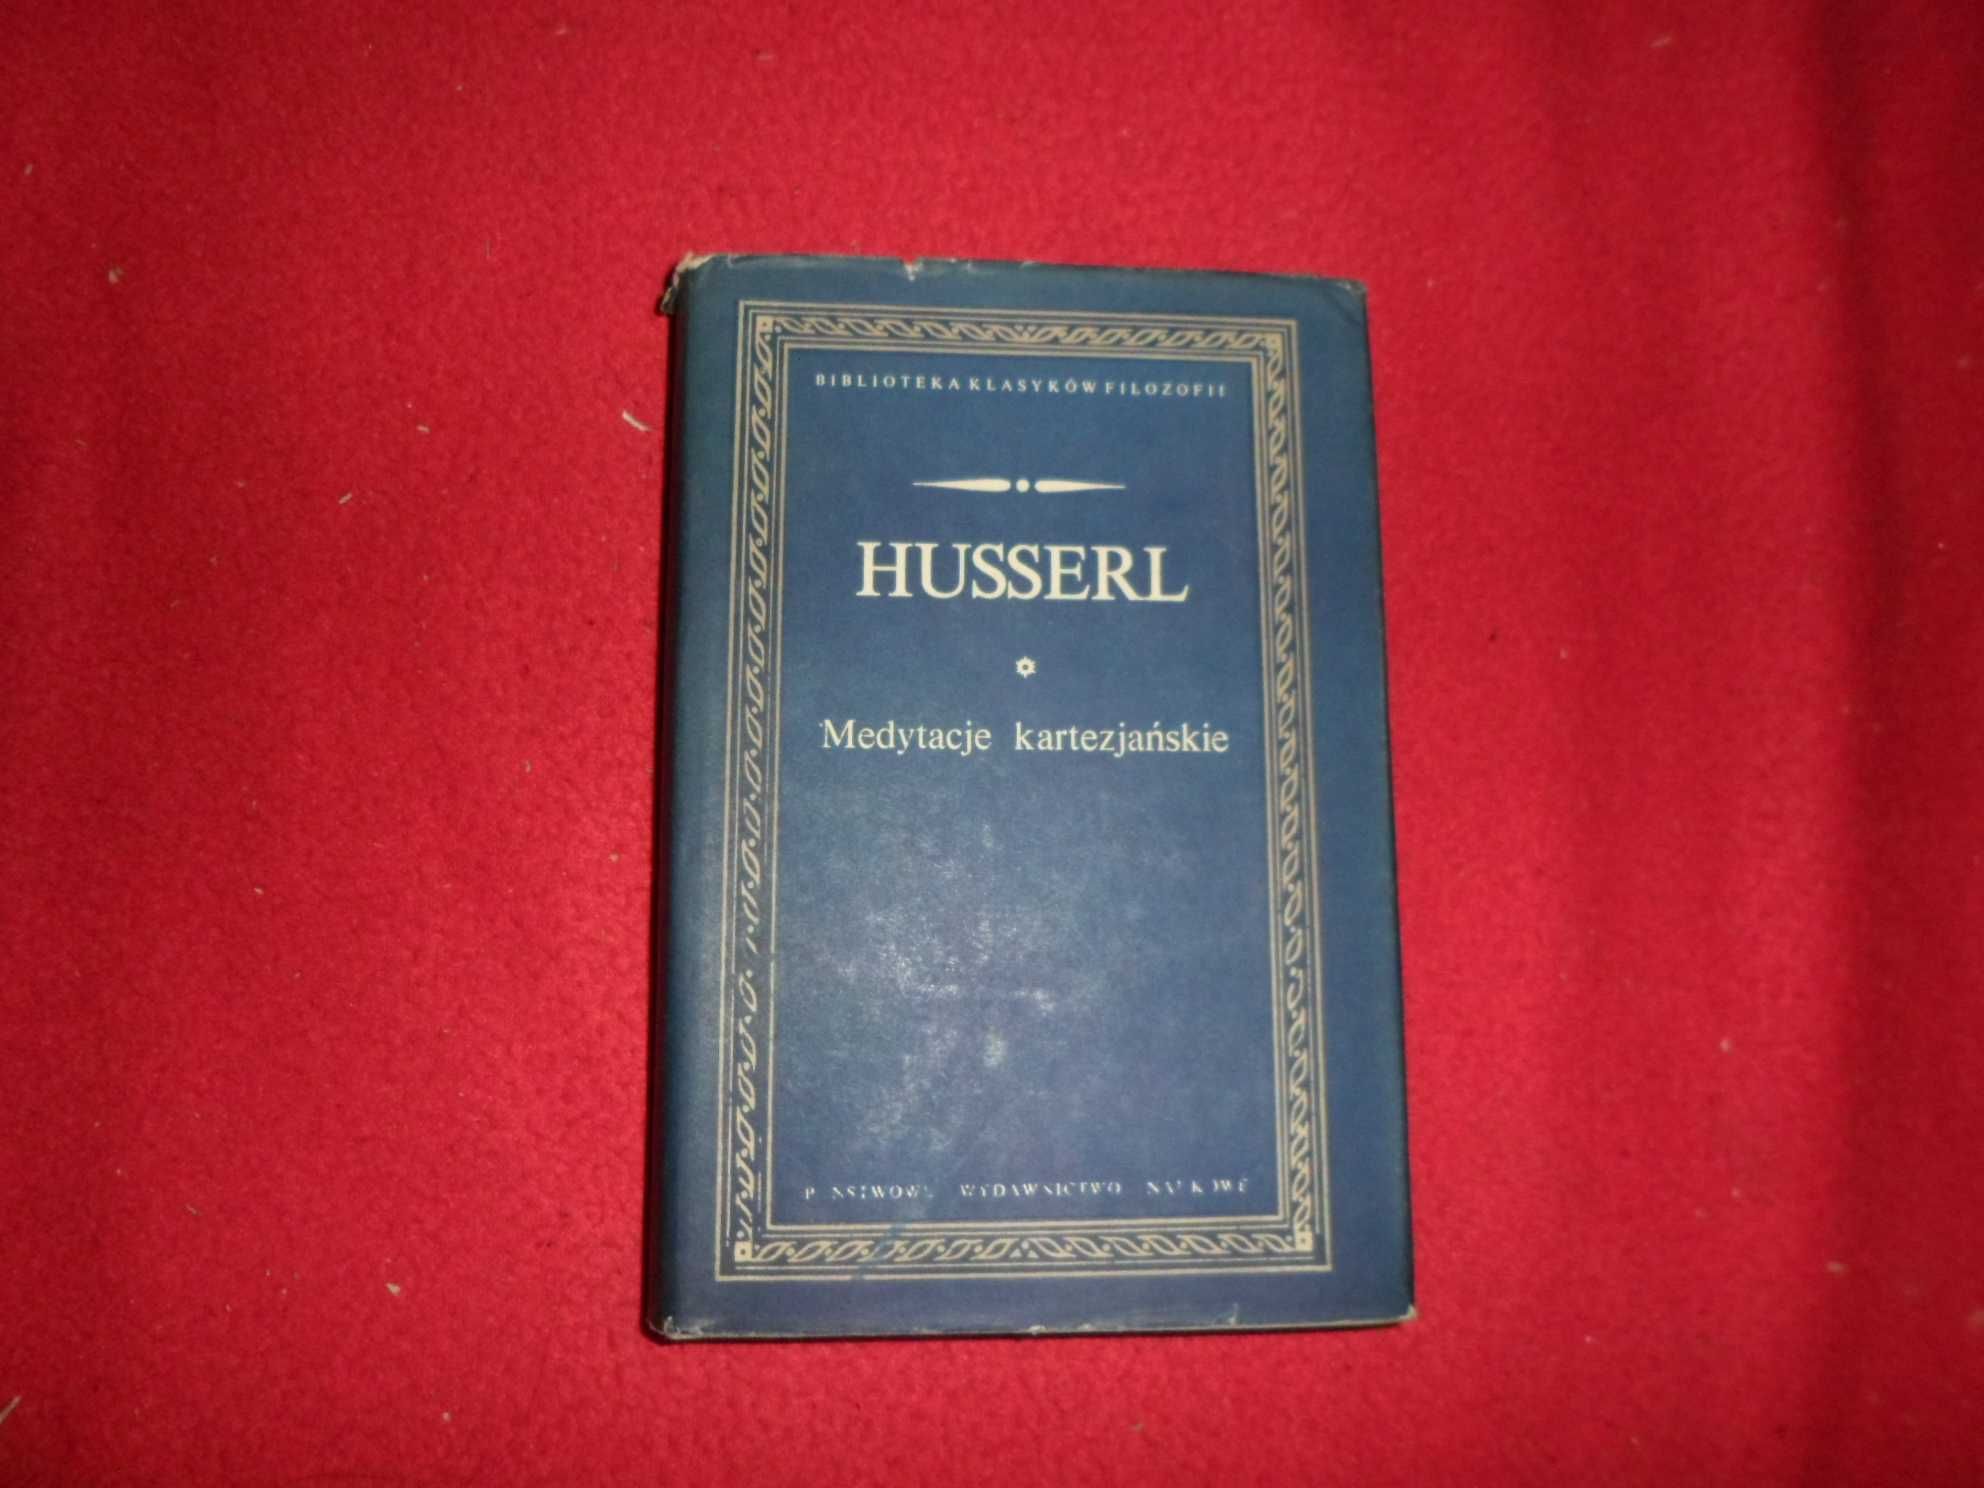 BIBLIOTEKA KLASYKÓW FILOZOFII
HUSSERL
Medytacje kartezjańskie
WYDAWNICTWO